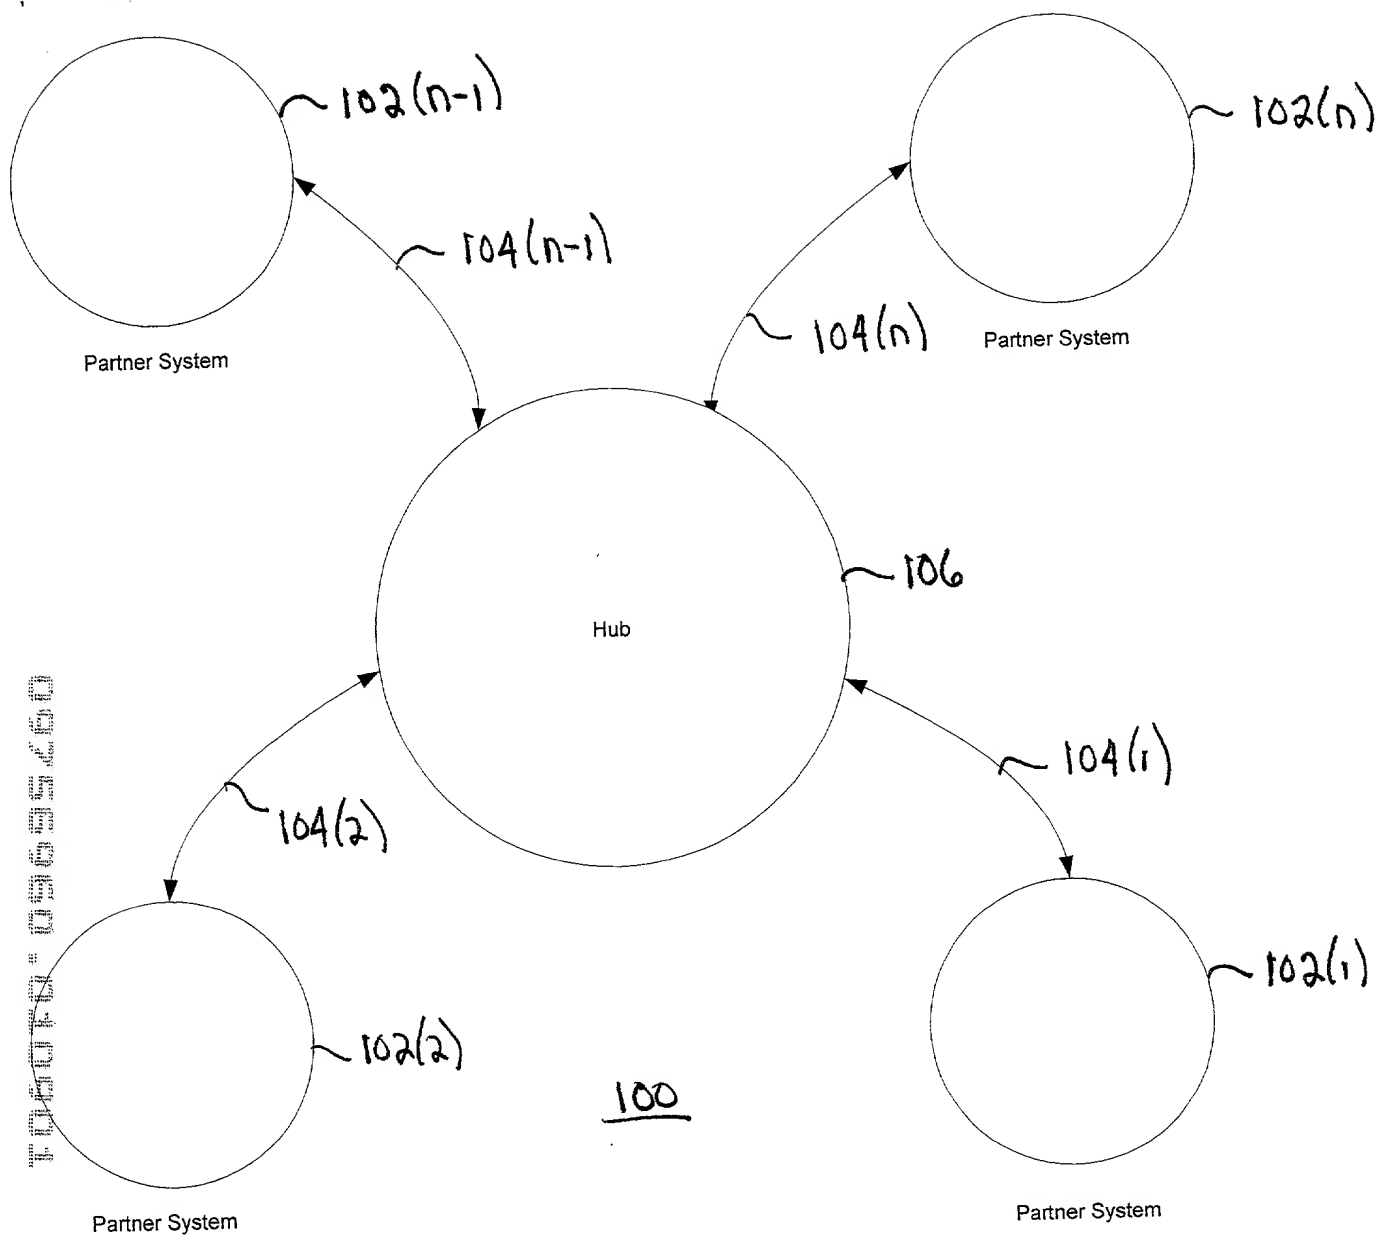 102(n-1)
102(n)
104(n-1)
104(n)
Partner System
Partner System
106
Hub
104(1)
104(2)
102(1)
102(2)
100
Partner System
Partner System